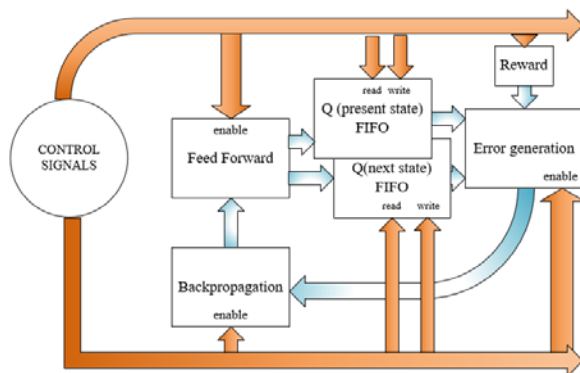 Reward
read write
Q (present state)
FIFO
enable
Feed Forward
CONTROL
SIGNALS
Error generation
enable
Q(next state)
FIFO
read write
Backpropagation
enable